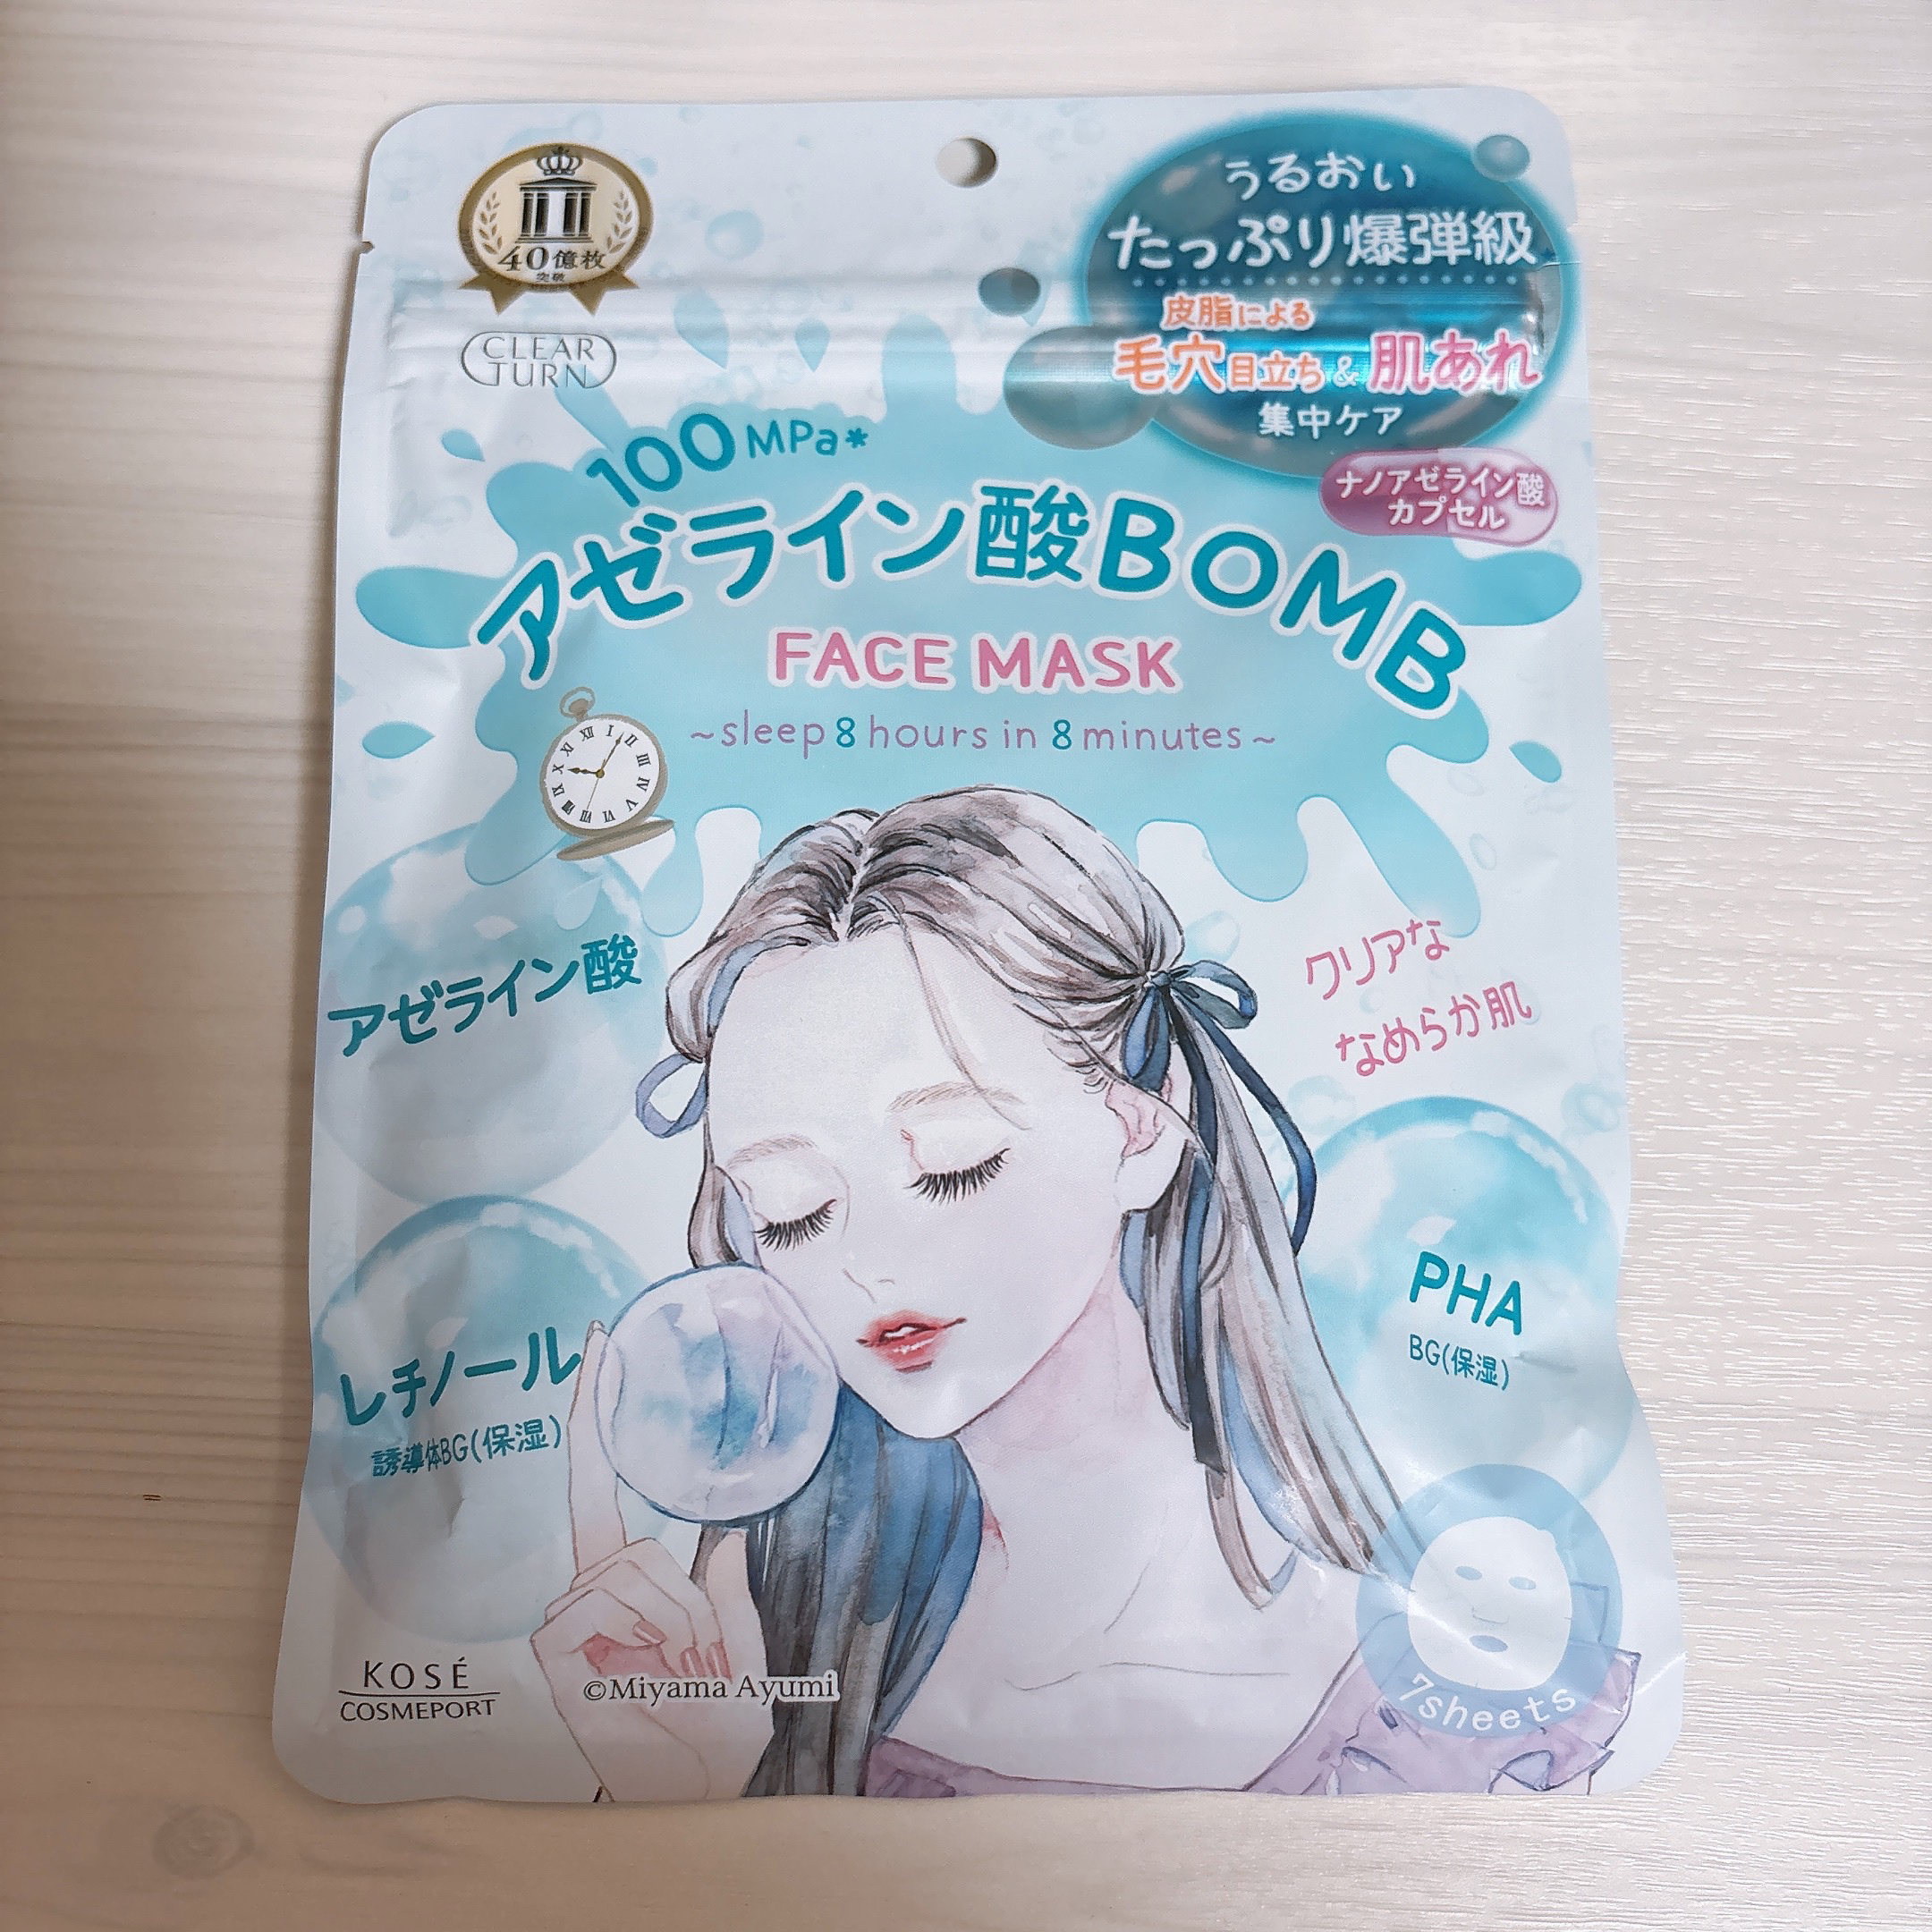 40億枚
突破
CLEAR
TURN
うるおい
たっぷり爆弾級
皮脂による
毛穴目立ち&肌あれ
集中ケア
ナノアゼライン酸
カプセル
100MPa*
アゼライン酸BOMB
FACE MASK
~sleep 8 hours in 8 minutes~
アゼライン酸
クリアな
なめらか肌
レチノール
誘導体BG(保湿)
PHA
BG(保湿)
KOSÉ
COSMEPORT
©Miyama Ayumi
7sheets